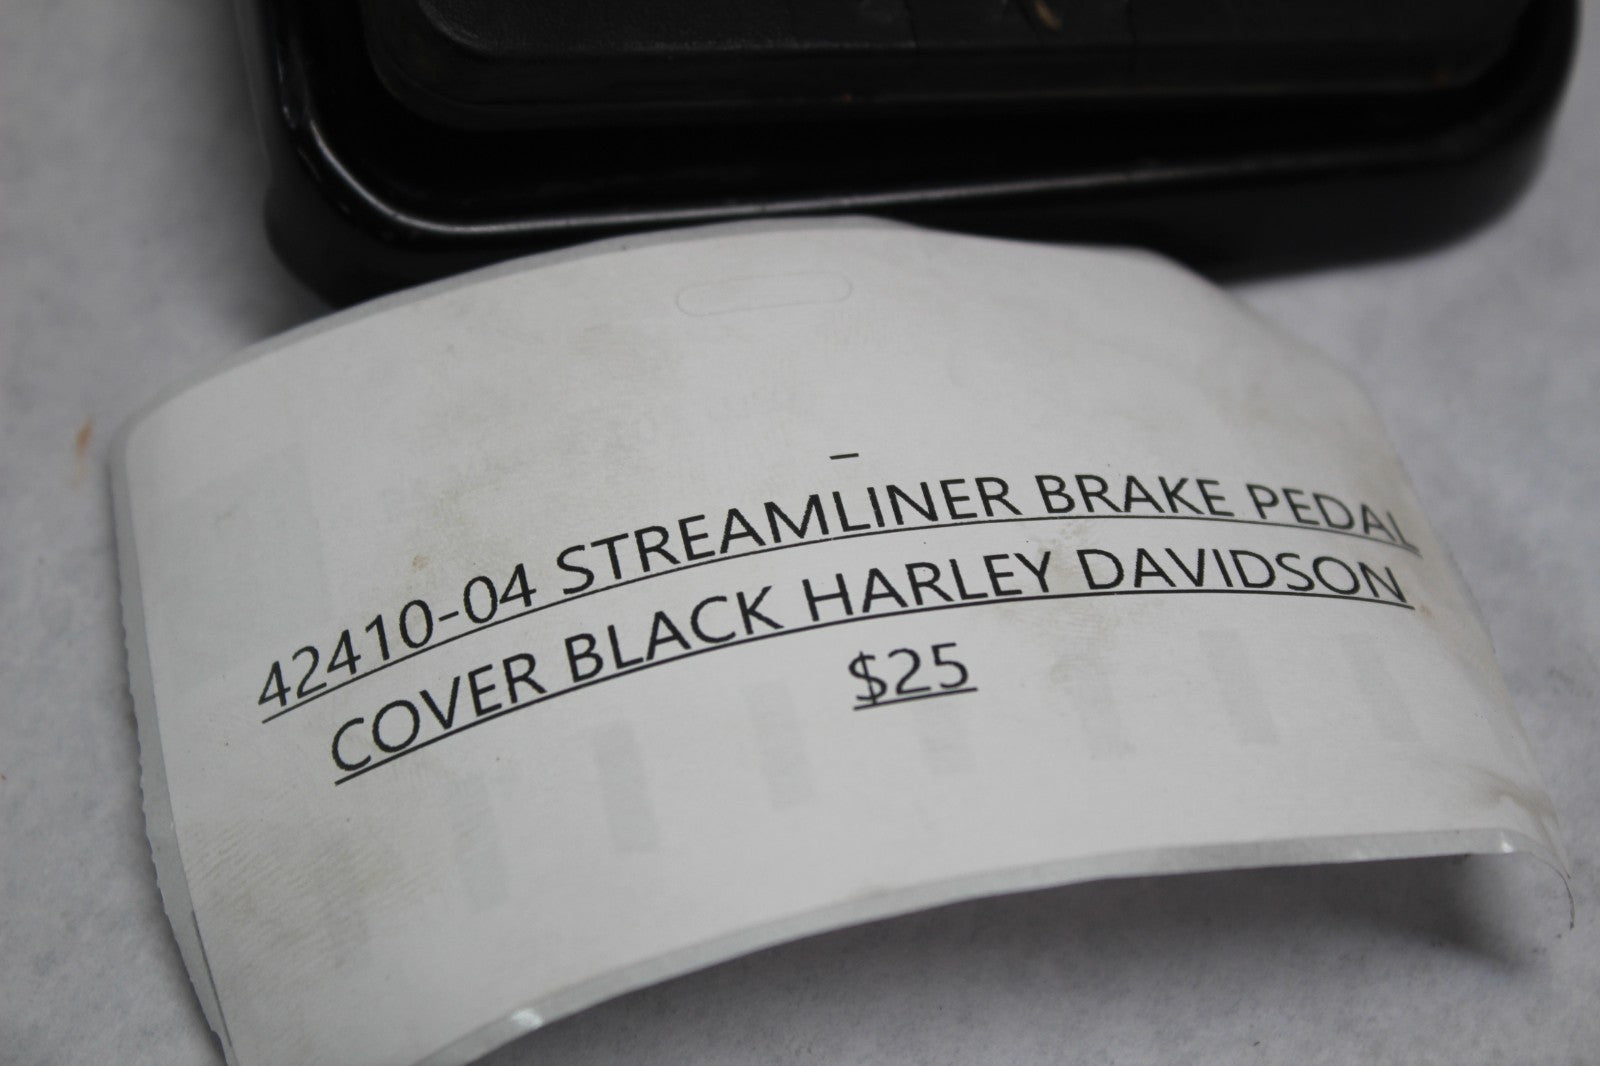 –
42410-04 STREAMLINER BRAKE PEDAL
COVER BLACK HARLEY DAVIDSON
$25